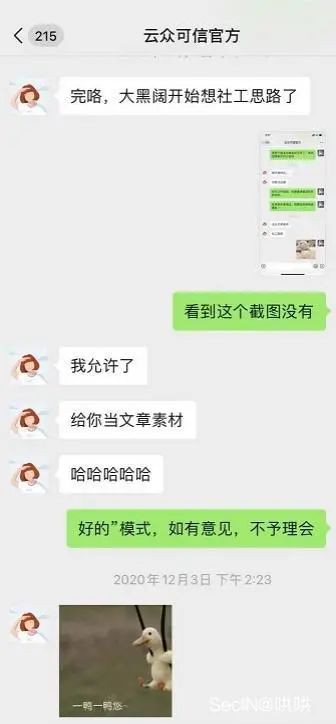 215
云众可信官方
完咯，大黑阔开始想社工思路了
看到这个截图没有
我允许了
给你当文章素材
哈哈哈哈哈
好的”模式，如有意见，不予理会
2020年12月3日 下午 2:23
一鸭一鸭悠~
SecIN@哄哄